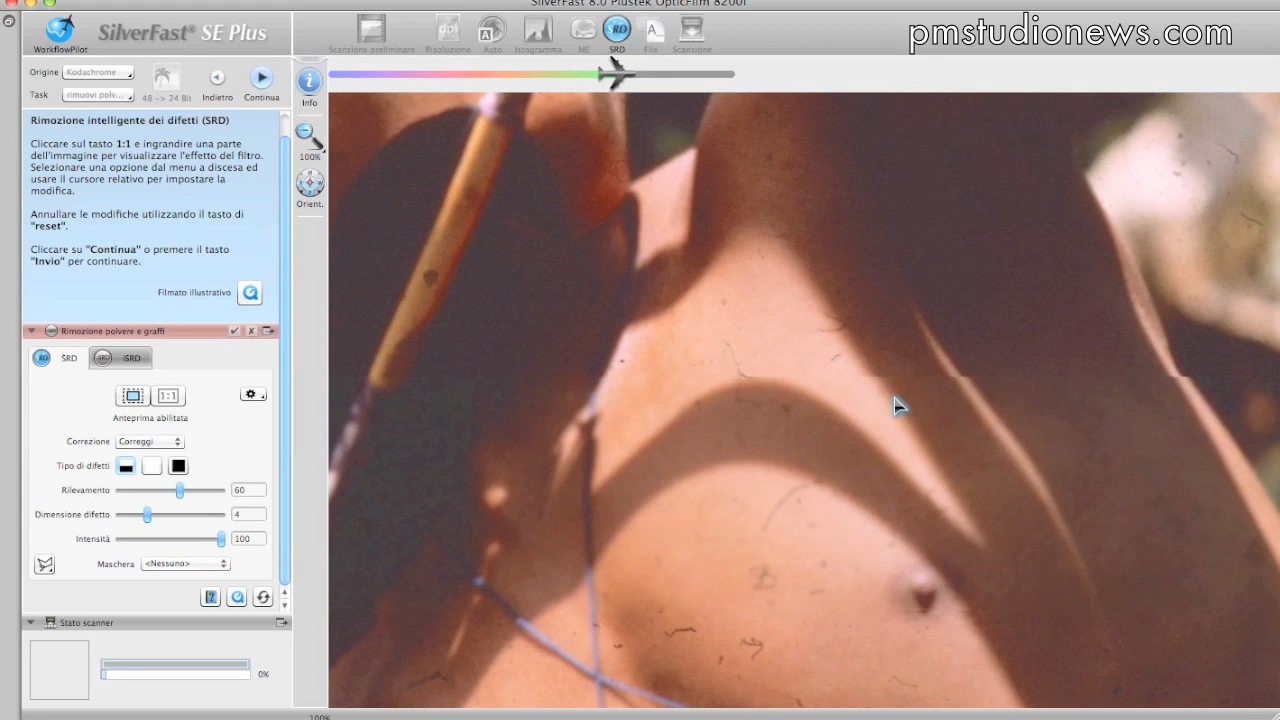 SilverFast 8.0 Plustek OpticFilm 8200i
pmstudionews.com
WorkflowPilot
SilverFast® SE Plus
Scansione preliminare
Risoluzione
Auto
Istogramma
ME
SRD
File
Scansione
dpi
A
SRD
A
Origine
Kodachrome
Task
rimuovi polv...
48 -> 24 Bit
Indietro
Continua
Info
100%
Orient.
Rimozione intelligente dei difetti (SRD)
Cliccare sul tasto 1:1 e ingrandire una parte
dell'immagine per visualizzare l'effetto del filtro.
Selezionare una opzione dal menu a discesa ed
usare il cursore relativo per impostare la
modifica.
Annullare le modifiche utilizzando il tasto di
"reset".
Cliccare su "Continua" o premere il tasto
"Invio" per continuare.
Filmato illustrativo
Rimozione polvere e graffi
SRD
SRD
SRD
iSRD
1:1
Anteprima abilitata
Correzione
Correggi
Tipo di difetti
Rilevamento
60
Dimensione difetto
4
Intensità
100
Maschera
<Nessuno>
?
Stato scanner
0%
100%